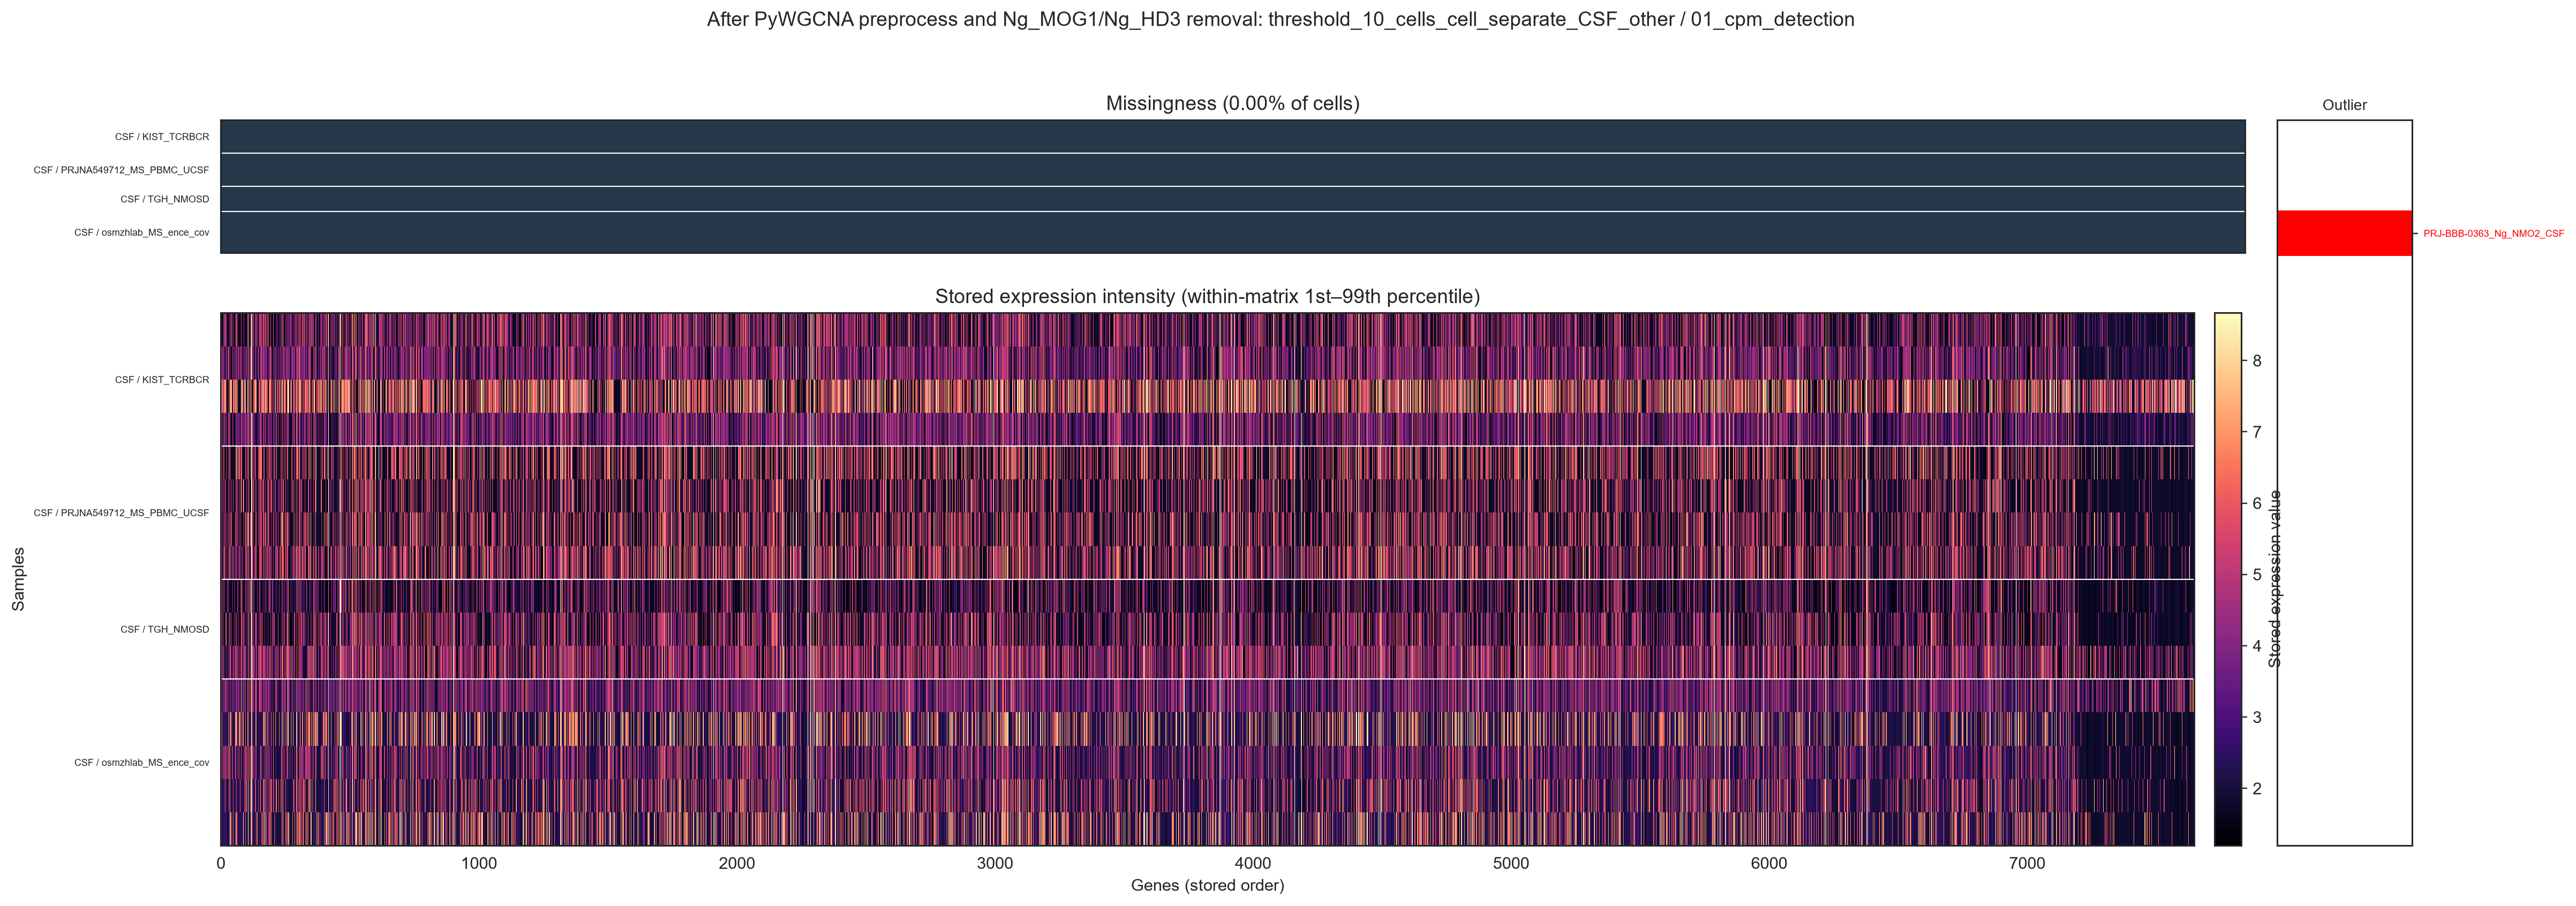 After PyWGCNA preprocess and Ng_MOG1/Ng_HD3 removal: threshold_10_cells_cell_separate_CSF_other / 01_cpm_detection
Missingness (0.00% of cells)
Outlier
CSF / KIST_TCRBCR
CSF / PRJNA549712_MS_PBMC_UCSF
CSF / TGH_NMOSD
CSF / osmzhlab_MS_ence_cov
PRJ-BBB-0363_Ng_NMO2_CSF
Stored expression intensity (within-matrix 1st–99th percentile)
Samples
CSF / KIST_TCRBCR
CSF / PRJNA549712_MS_PBMC_UCSF
CSF / TGH_NMOSD
CSF / osmzhlab_MS_ence_cov
8
7
6
5
4
3
2
Stored expression value
0 1000 2000 3000 4000 5000 6000 7000
Genes (stored order)